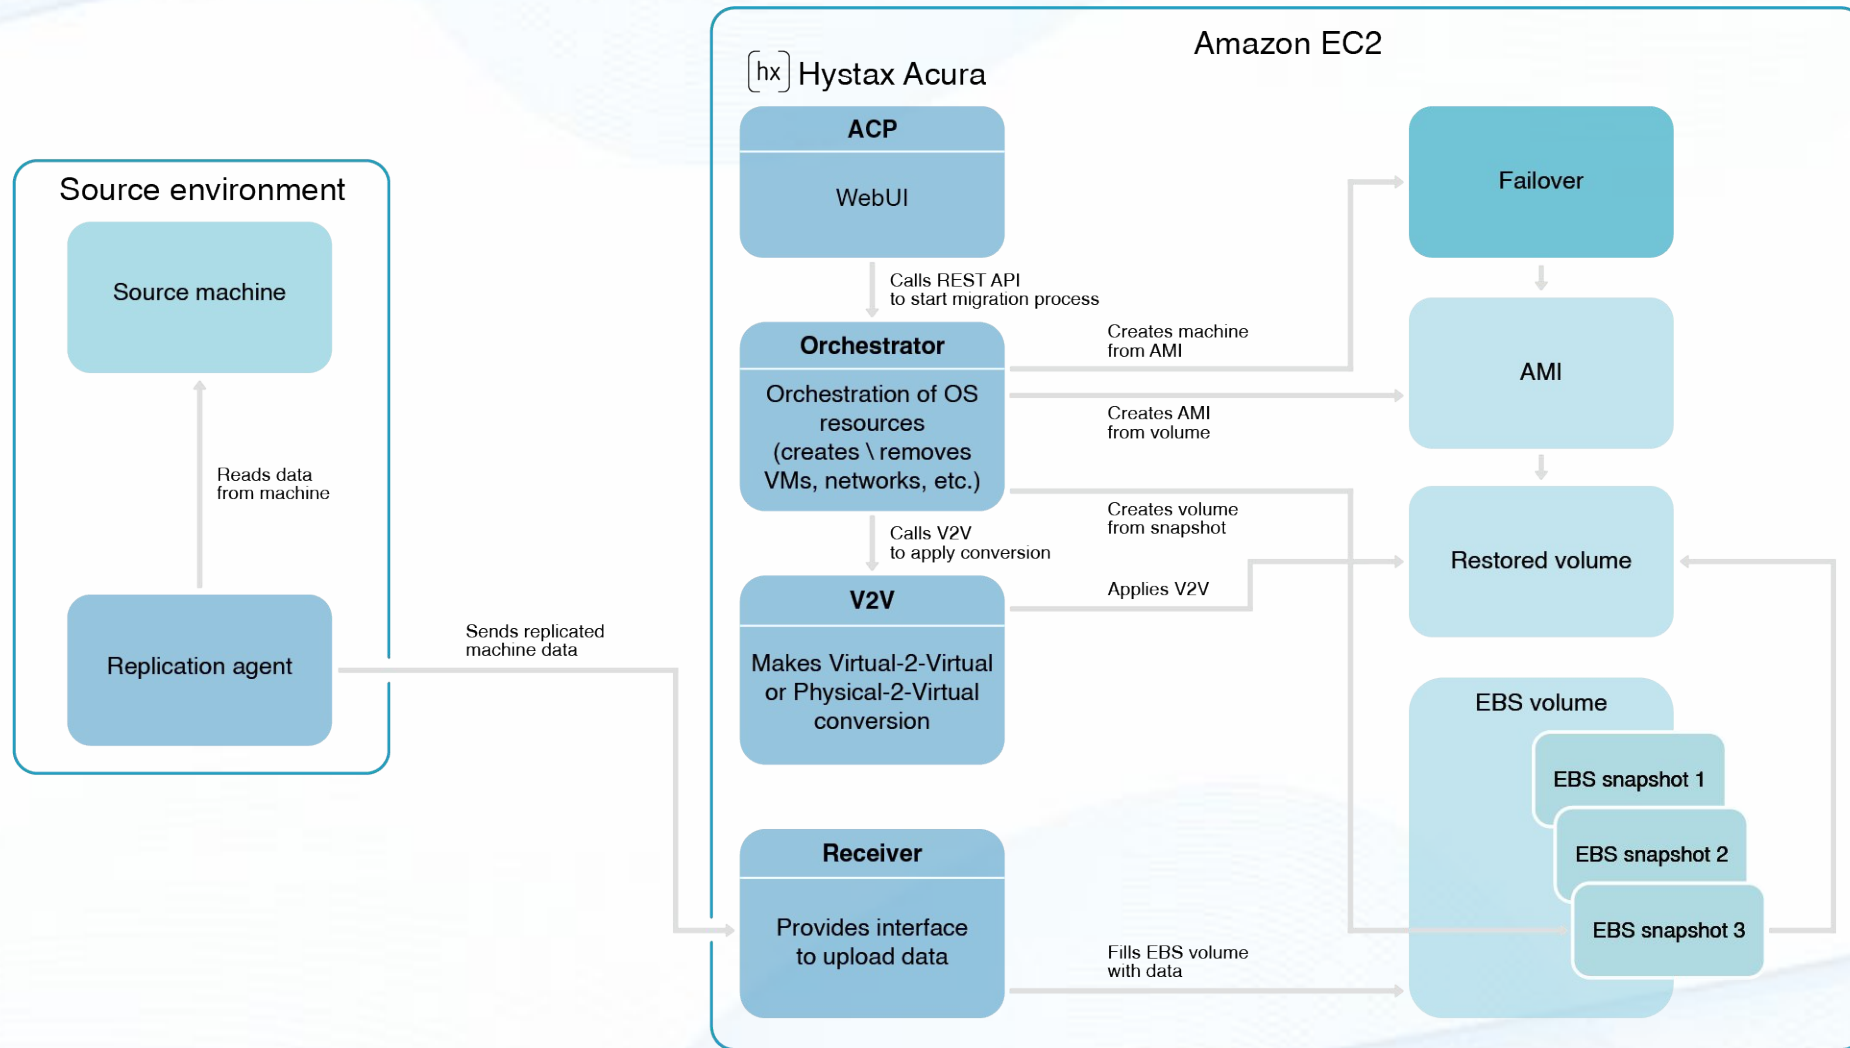 Amazon EC2
hx Hystax Acura
Source environment
Source machine
Reads data
from machine
Replication agent
Sends replicated
machine data
ACP
WebUI
Calls REST API
to start migration process
Orchestrator
Orchestration of OS
resources
(creates \ removes
VMs, networks, etc.)
Calls V2V
to apply conversion
V2V
Makes Virtual-2-Virtual
or Physical-2-Virtual
conversion
Receiver
Provides interface
to upload data
Creates machine
from AMI
Creates AMI
from volume
Creates volume
from snapshot
Applies V2V
Fills EBS volume
with data
Failover
AMI
Restored volume
EBS volume
EBS snapshot 1
EBS snapshot 2
EBS snapshot 3